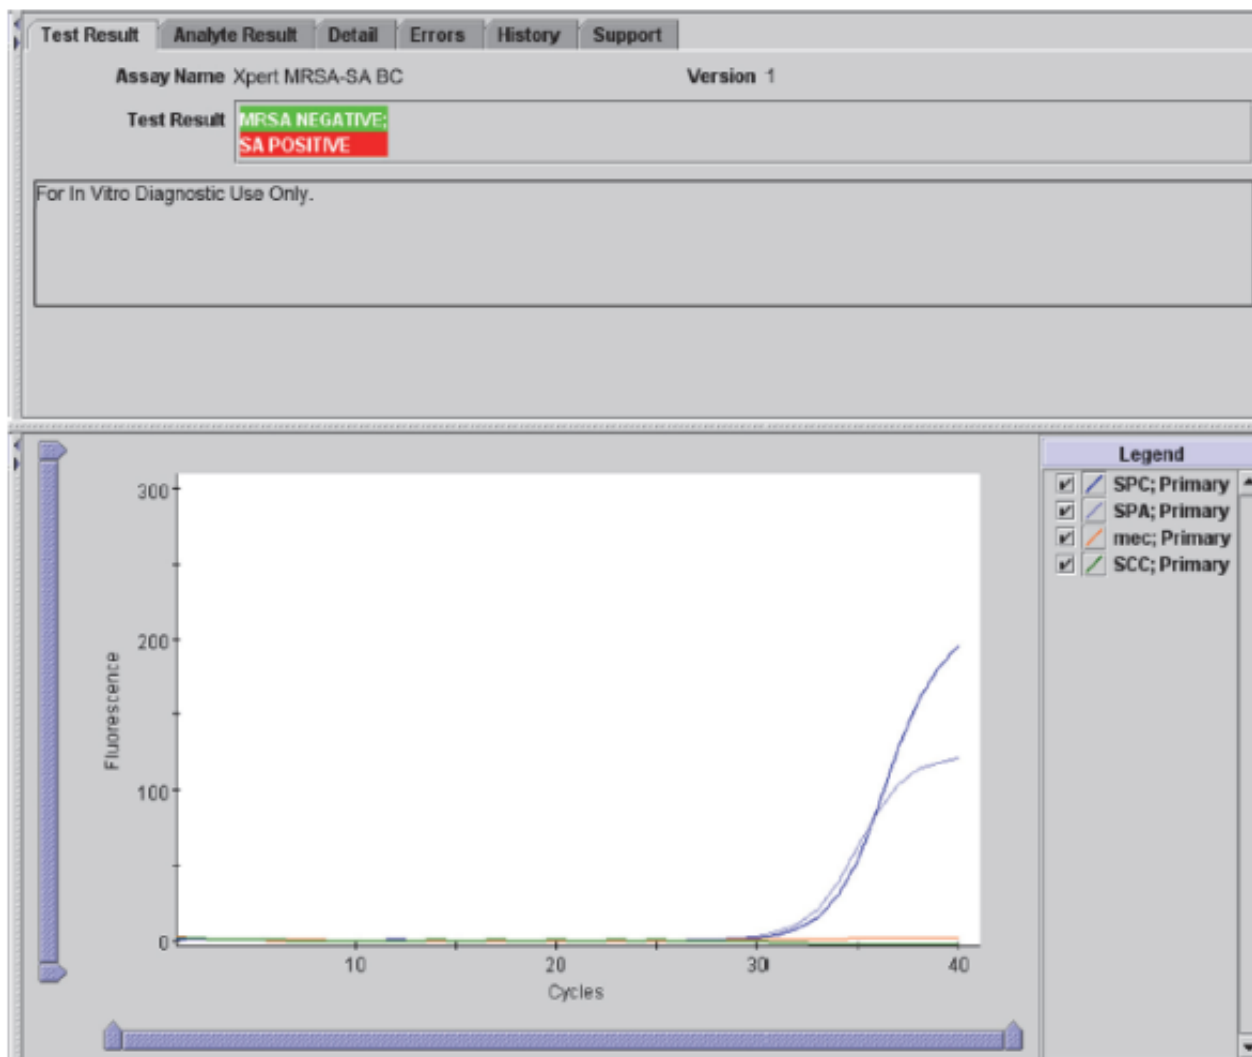 Test Result Analyte Result Detail Errors History Support
Assay Name Xpert MRSA-SA BC Version 1
Test Result MRSA NEGATIVE;
SA POSITIVE
For In Vitro Diagnostic Use Only.
Legend
SPC; Primary
SPA; Primary
mec; Primary
SCC; Primary
300
200
100
0
Fluorescence
10 20 30 40
Cycles